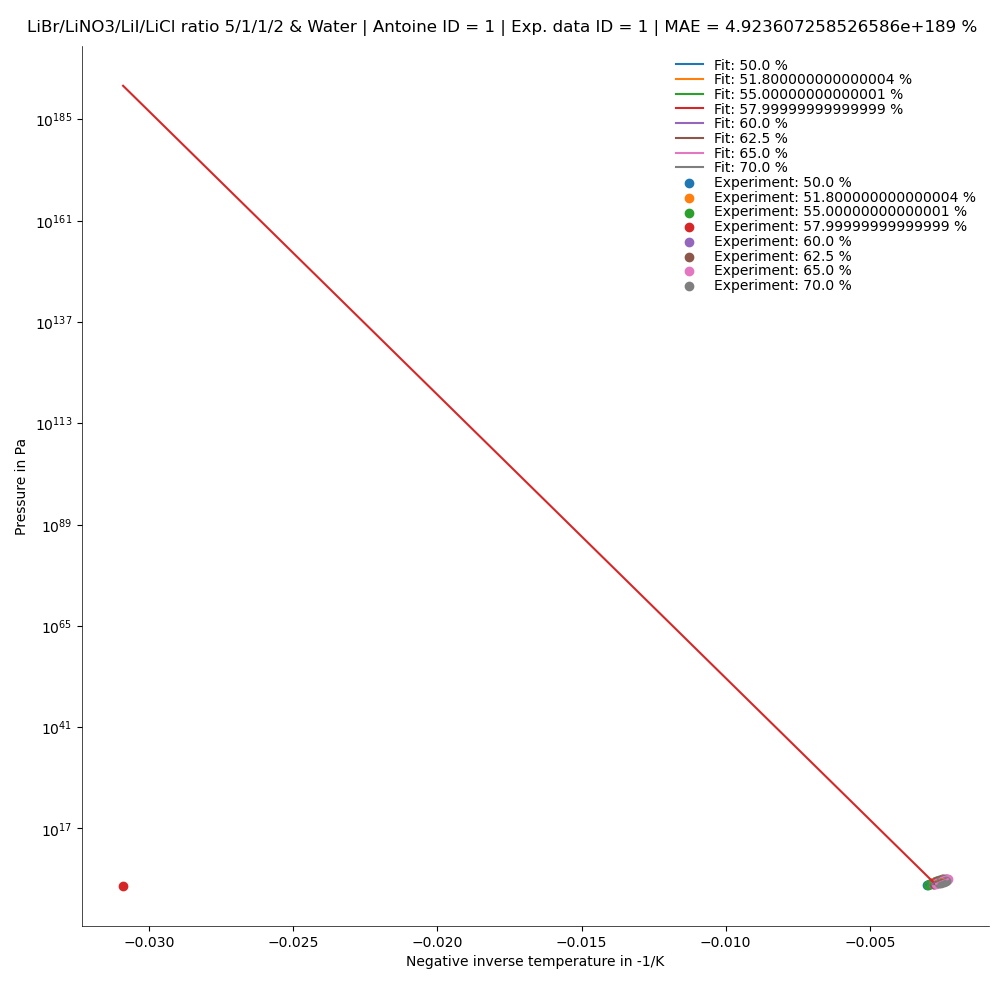 LiBr/LiNO3/LiI/LiCl ratio 5/1/1/2 & Water | Antoine ID = 1 | Exp. data ID = 1 | MAE = 4.923607258526586e+189 %
Fit: 50.0 %
Fit: 51.800000000000004 %
Fit: 55.00000000000001 %
Fit: 57.99999999999999 %
Fit: 60.0 %
Fit: 62.5 %
Fit: 65.0 %
Fit: 70.0 %
Experiment: 50.0 %
Experiment: 51.800000000000004 %
Experiment: 55.00000000000001 %
Experiment: 57.99999999999999 %
Experiment: 60.0 %
Experiment: 62.5 %
Experiment: 65.0 %
Experiment: 70.0 %
10^185
10^161
10^137
10^113
10^89
10^65
10^41
10^17
Pressure in Pa
−0.030 −0.025 −0.020 −0.015 −0.010 −0.005
Negative inverse temperature in -1/K